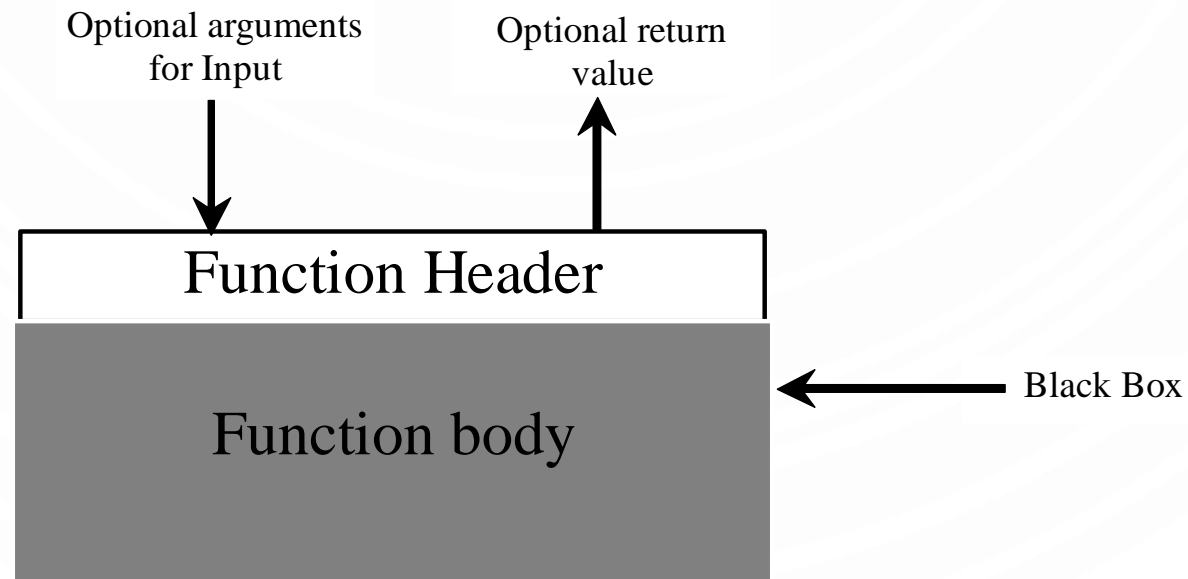 Optional arguments
for Input
Optional return
value
Function Header
Function body
Black Box